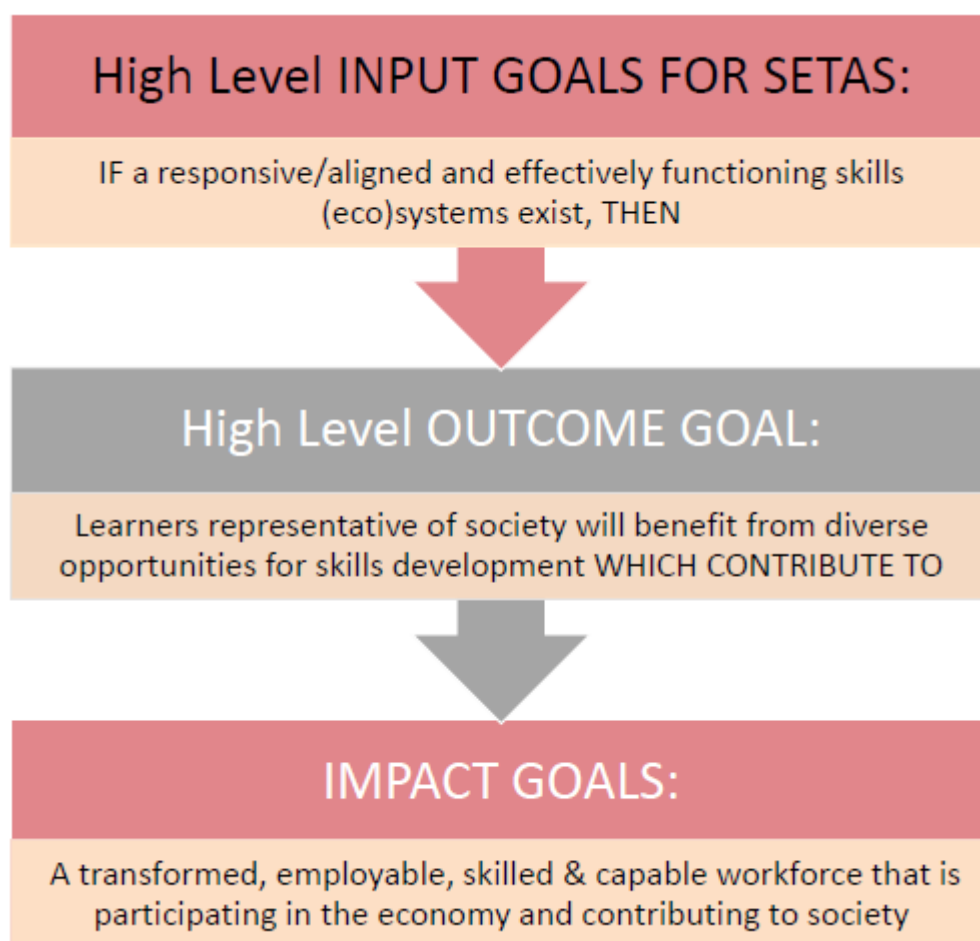 High Level INPUT GOALS FOR SETAS:
IF a responsive/aligned and effectively functioning skills
(eco)systems exist, THEN
High Level OUTCOME GOAL:
Learners representative of society will benefit from diverse
opportunities for skills development WHICH CONTRIBUTE TO
IMPACT GOALS:
A transformed, employable, skilled & capable workforce that is
participating in the economy and contributing to society